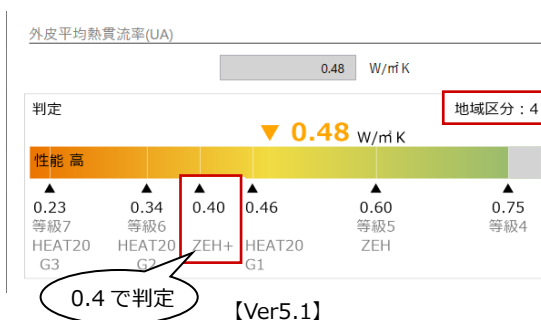 外皮平均熱貫流率(UA)
0.48 W/㎡K
判定
地域区分：4
▼ 0.48 W/㎡K
性能 高
▲ ▲ ▲ ▲ ▲ ▲
0.23 0.34 0.40 0.46 0.60 0.75
等級7 等級6 等級5 等級4
HEAT20 HEAT20 ZEH+ HEAT20 ZEH
G3 G2 G1
0.4で判定
【Ver5.1】